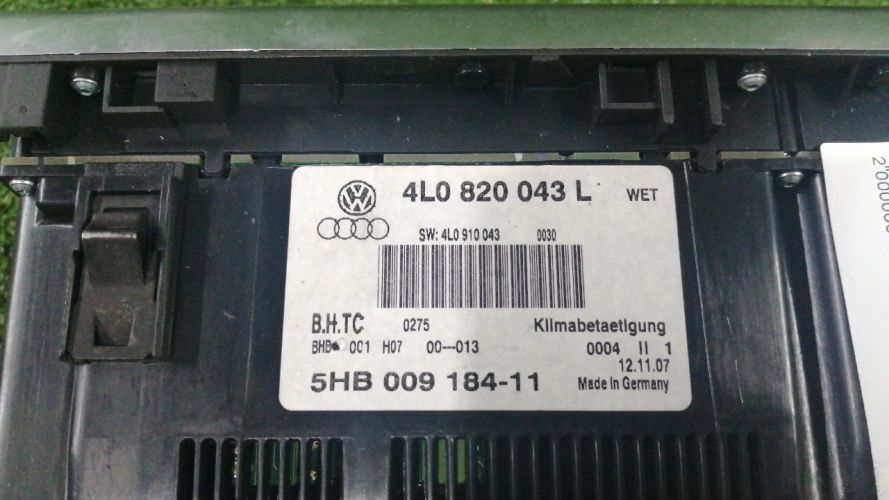 4L0 820 043 L WET
SW: 4L0 910 043 0030
B.H.TC 0275 Klimabetaetigung
BHB 001 H07 00---013 0004 II 1
12.11.07
5HB 009 184-11 Made In Germany